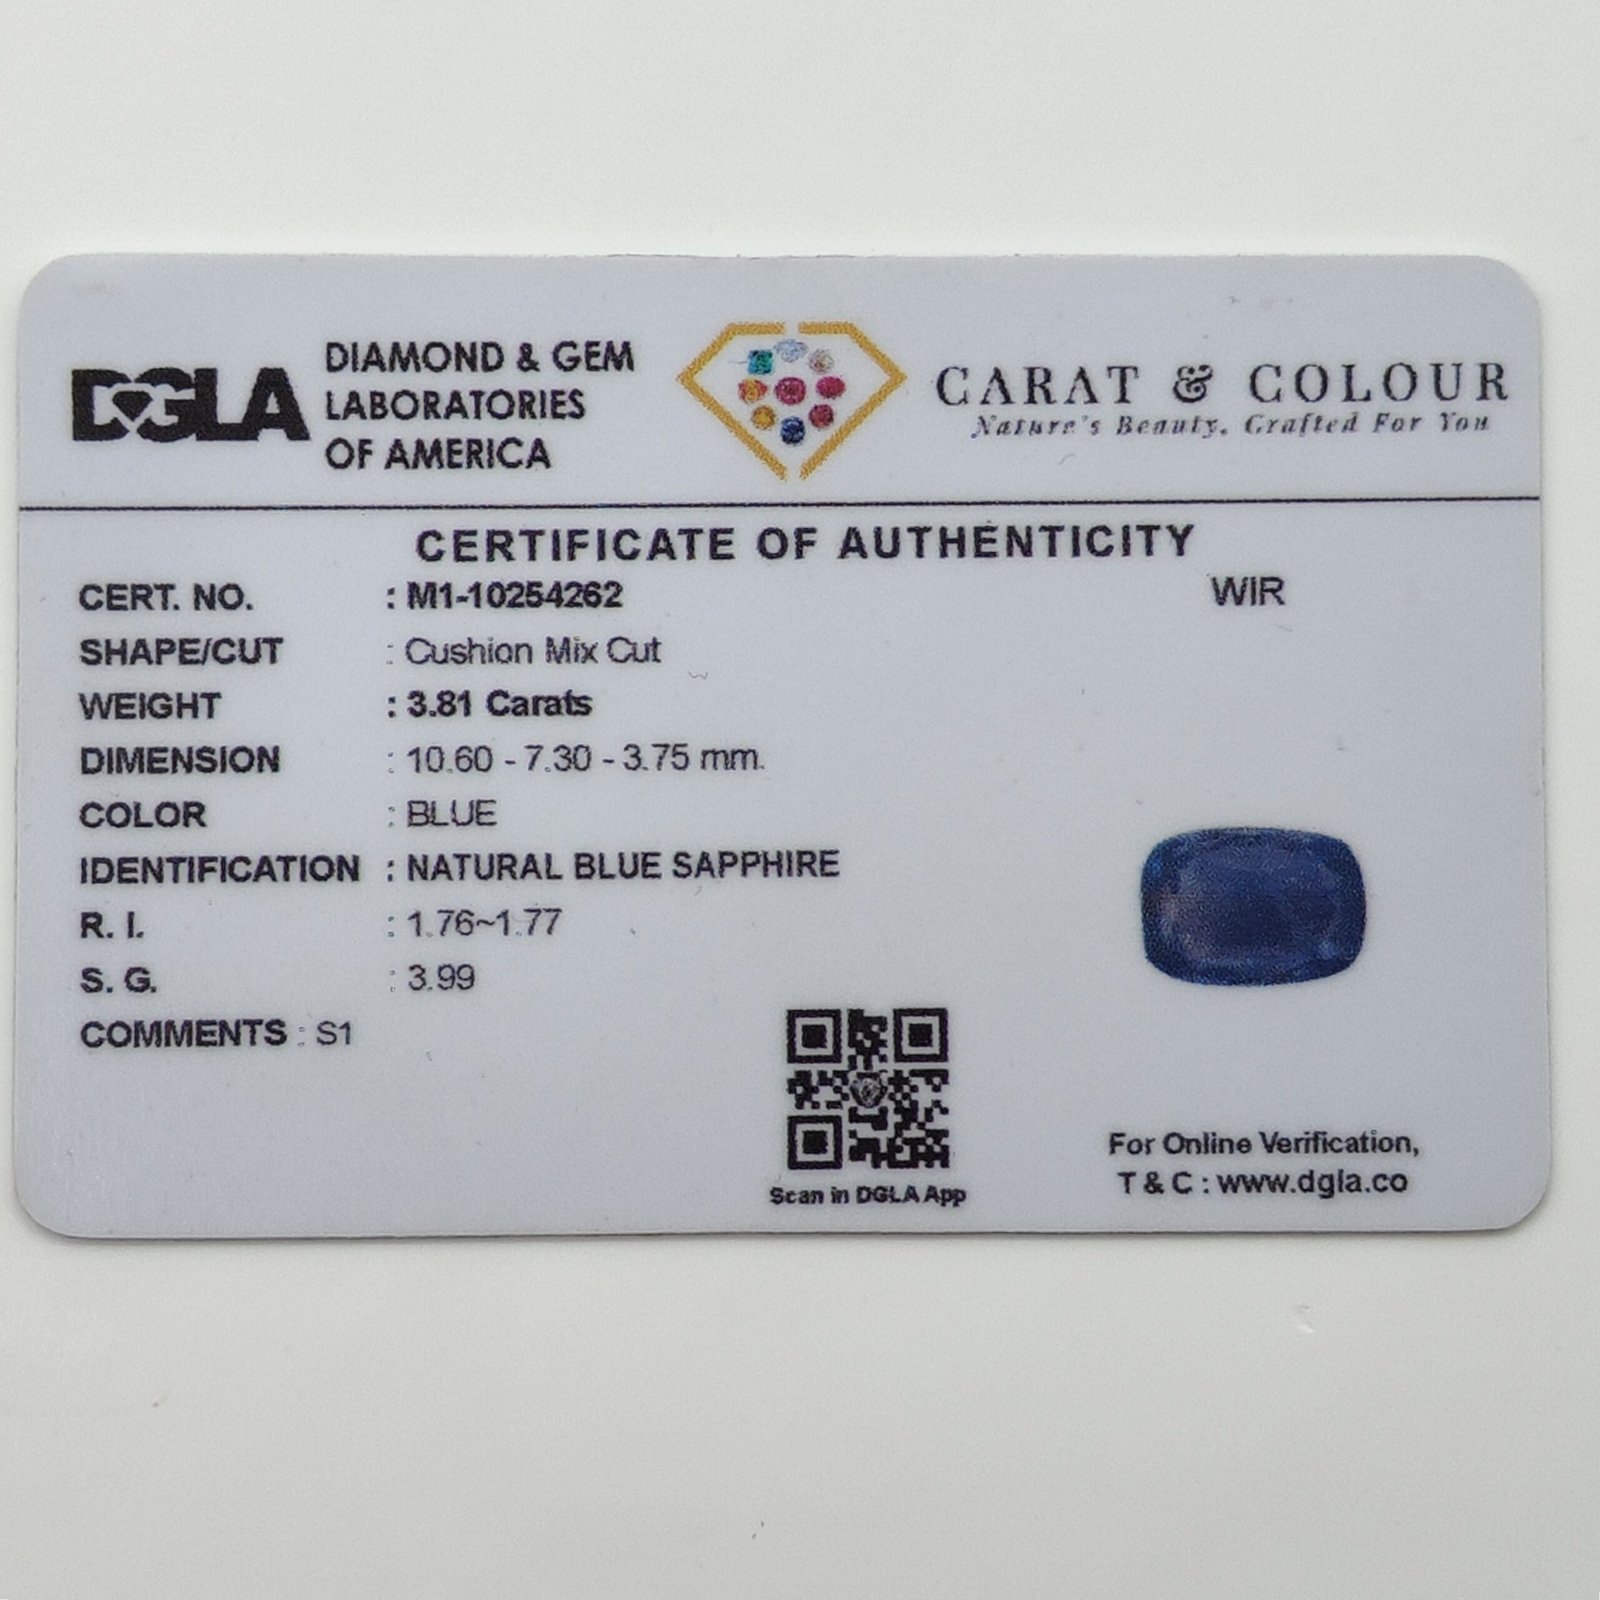 DGLA
DIAMOND & GEM
LABORATORIES
OF AMERICA
CARAT & COLOUR
Nature's Beauty, Grafted For You
CERTIFICATE OF AUTHENTICITY
CERT. NO. : M1-10254262
WIR
SHAPE/CUT : Cushion Mix Cut
WEIGHT : 3.81 Carats
DIMENSION : 10.60 - 7.30 - 3.75 mm.
COLOR : BLUE
IDENTIFICATION : NATURAL BLUE SAPPHIRE
R. I. : 1.76~1.77
S. G. : 3.99
COMMENTS : S1
Scan in DGLA App
For Online Verification,
T & C : www.dgla.co